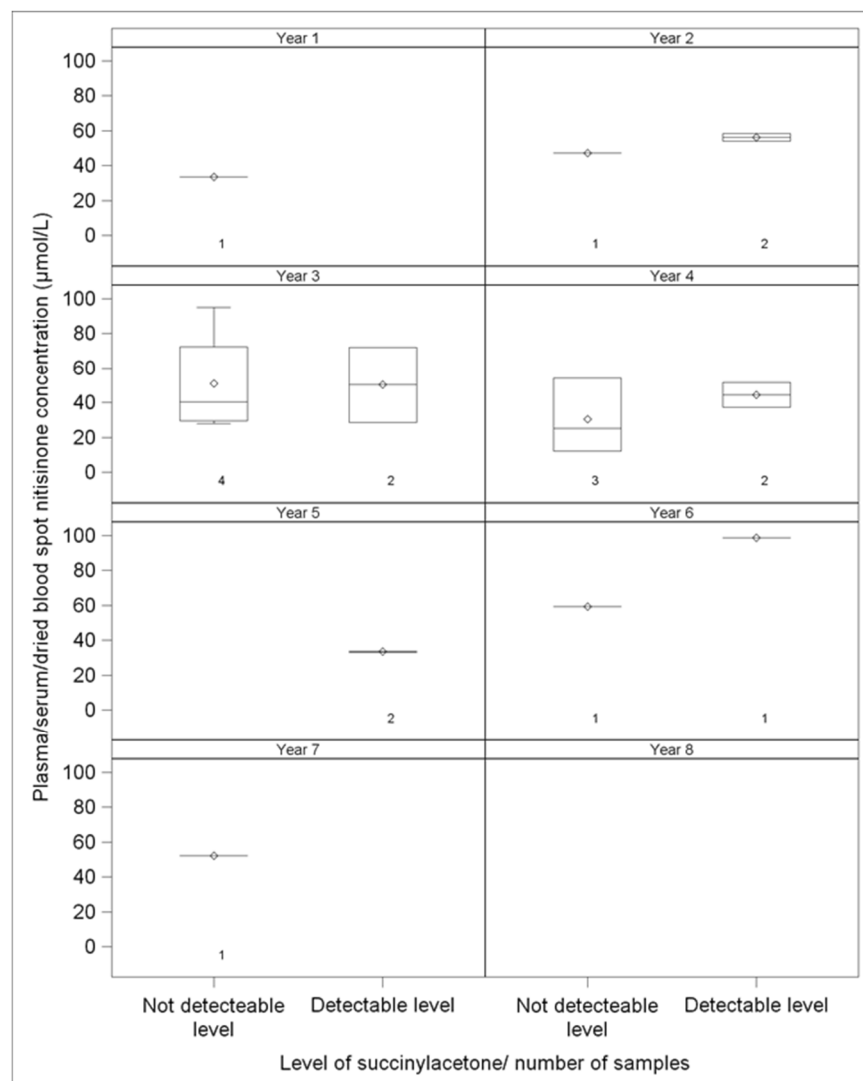 Plasma/serum/dried blood spot nitisinone concentration (µmol/L)
Year 1
Year 2
100
80
60
40
20
0
1
1
2
Year 3
Year 4
100
80
60
40
20
0
4
2
3
2
Year 5
Year 6
100
80
60
40
20
0
2
1
1
Year 7
Year 8
100
80
60
40
20
0
1
Not detecteable
level
Detectable level
Not detecteable
level
Detectable level
Level of succinylacetone/ number of samples